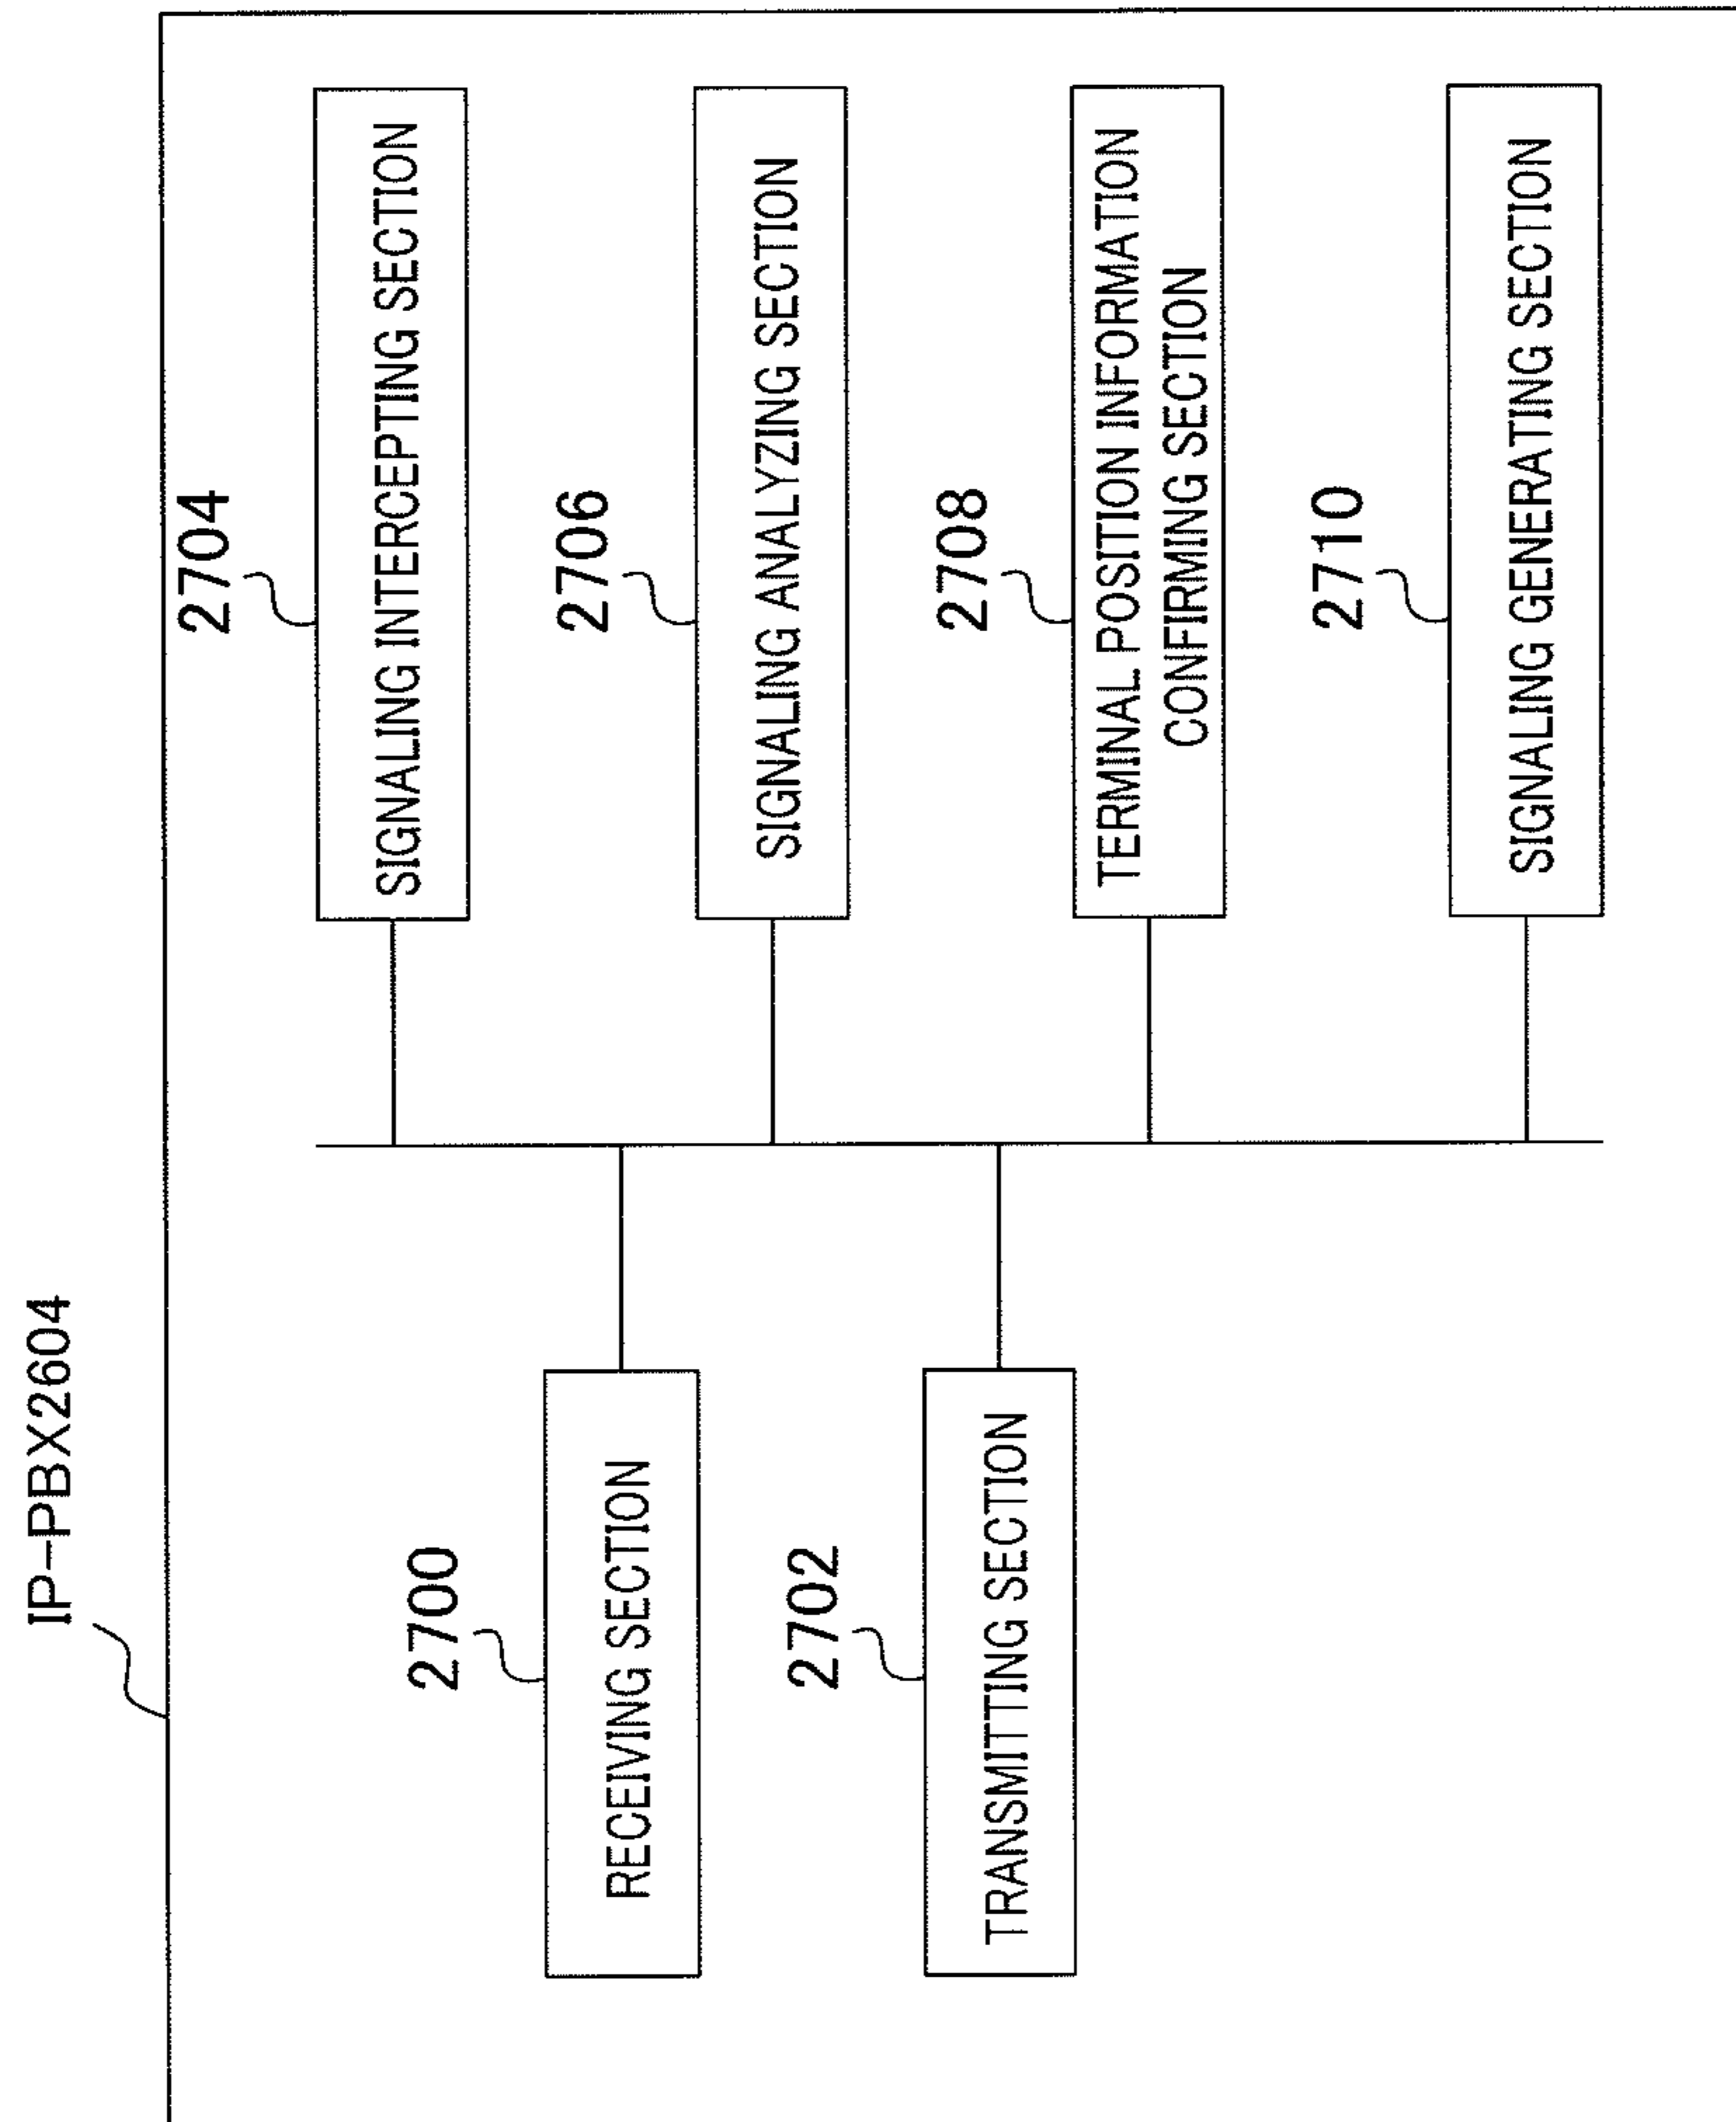 IP-PBX2604
2700
RECEIVING SECTION
2702
TRANSMITTING SECTION
2704
SIGNALING INTERCEPTING SECTION
2706
SIGNALING ANALYZING SECTION
2708
TERMINAL POSITION INFORMATION
CONFIRMING SECTION
2710
SIGNALING GENERATING SECTION